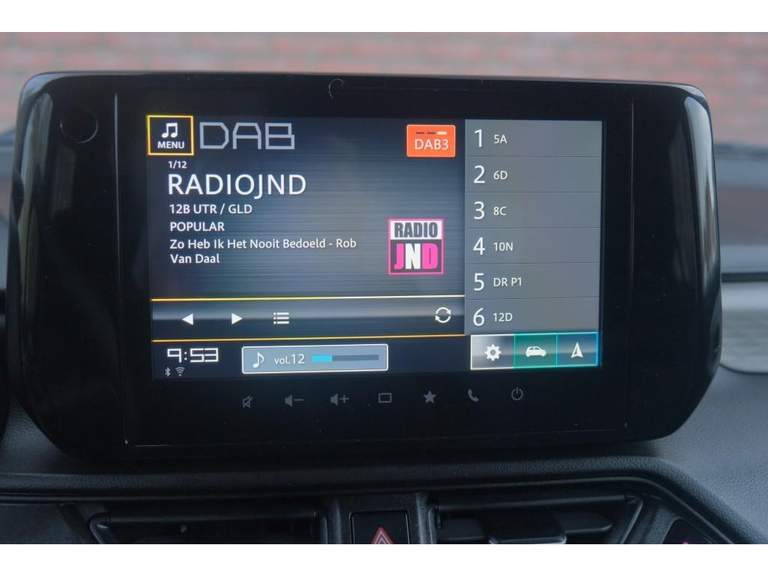 MENU
DAB
DAB3
1/12
RADIOJND
12B UTR / GLD
POPULAR
Zo Heb Ik Het Nooit Bedoeld - Rob
Van Daal
RADIO
JND
1 5A
2 6D
3 8C
4 10N
5 DR P1
6 12D
9:53
vol.12